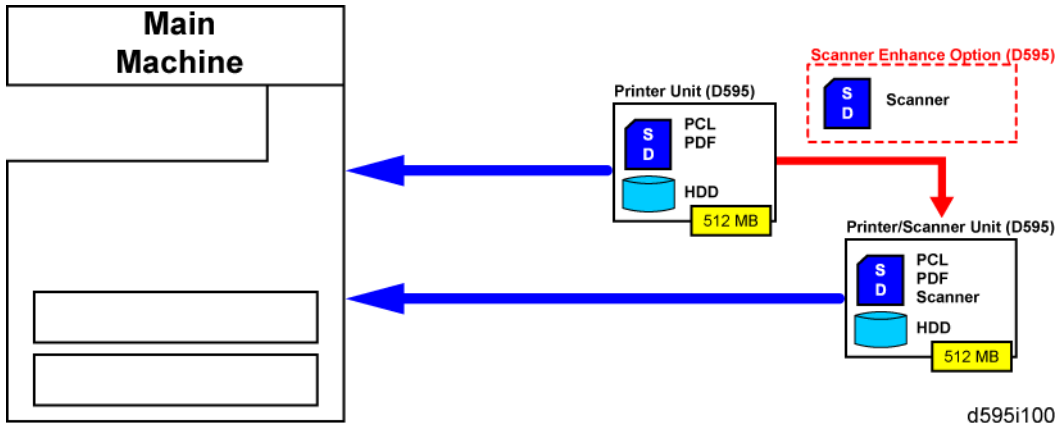 Main
Machine
Scanner Enhance Option (D595)
S
D
Scanner
Printer Unit (D595)
S
D
PCL
PDF
HDD
512 MB
Printer/Scanner Unit (D595)
S
D
PCL
PDF
Scanner
HDD
512 MB
d595i100